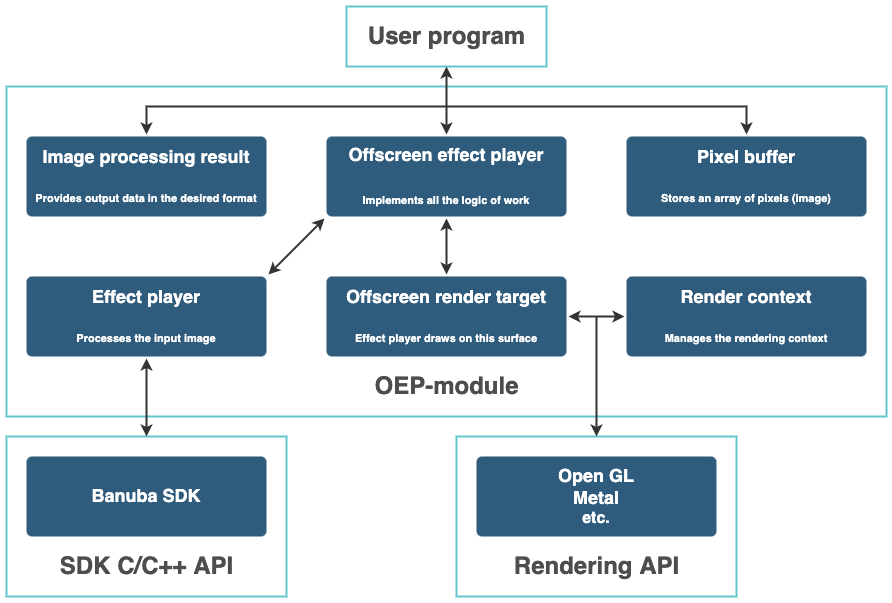 User program
Image processing result
Provides output data in the desired format
Offscreen effect player
Implements all the logic of work
Pixel buffer
Stores an array of pixels (image)
Effect player
Processes the input image
Offscreen render target
Effect player draws on this surface
Render context
Manages the rendering context
OEP-module
Banuba SDK
SDK C/C++ API
Open GL
Metal
etc.
Rendering API